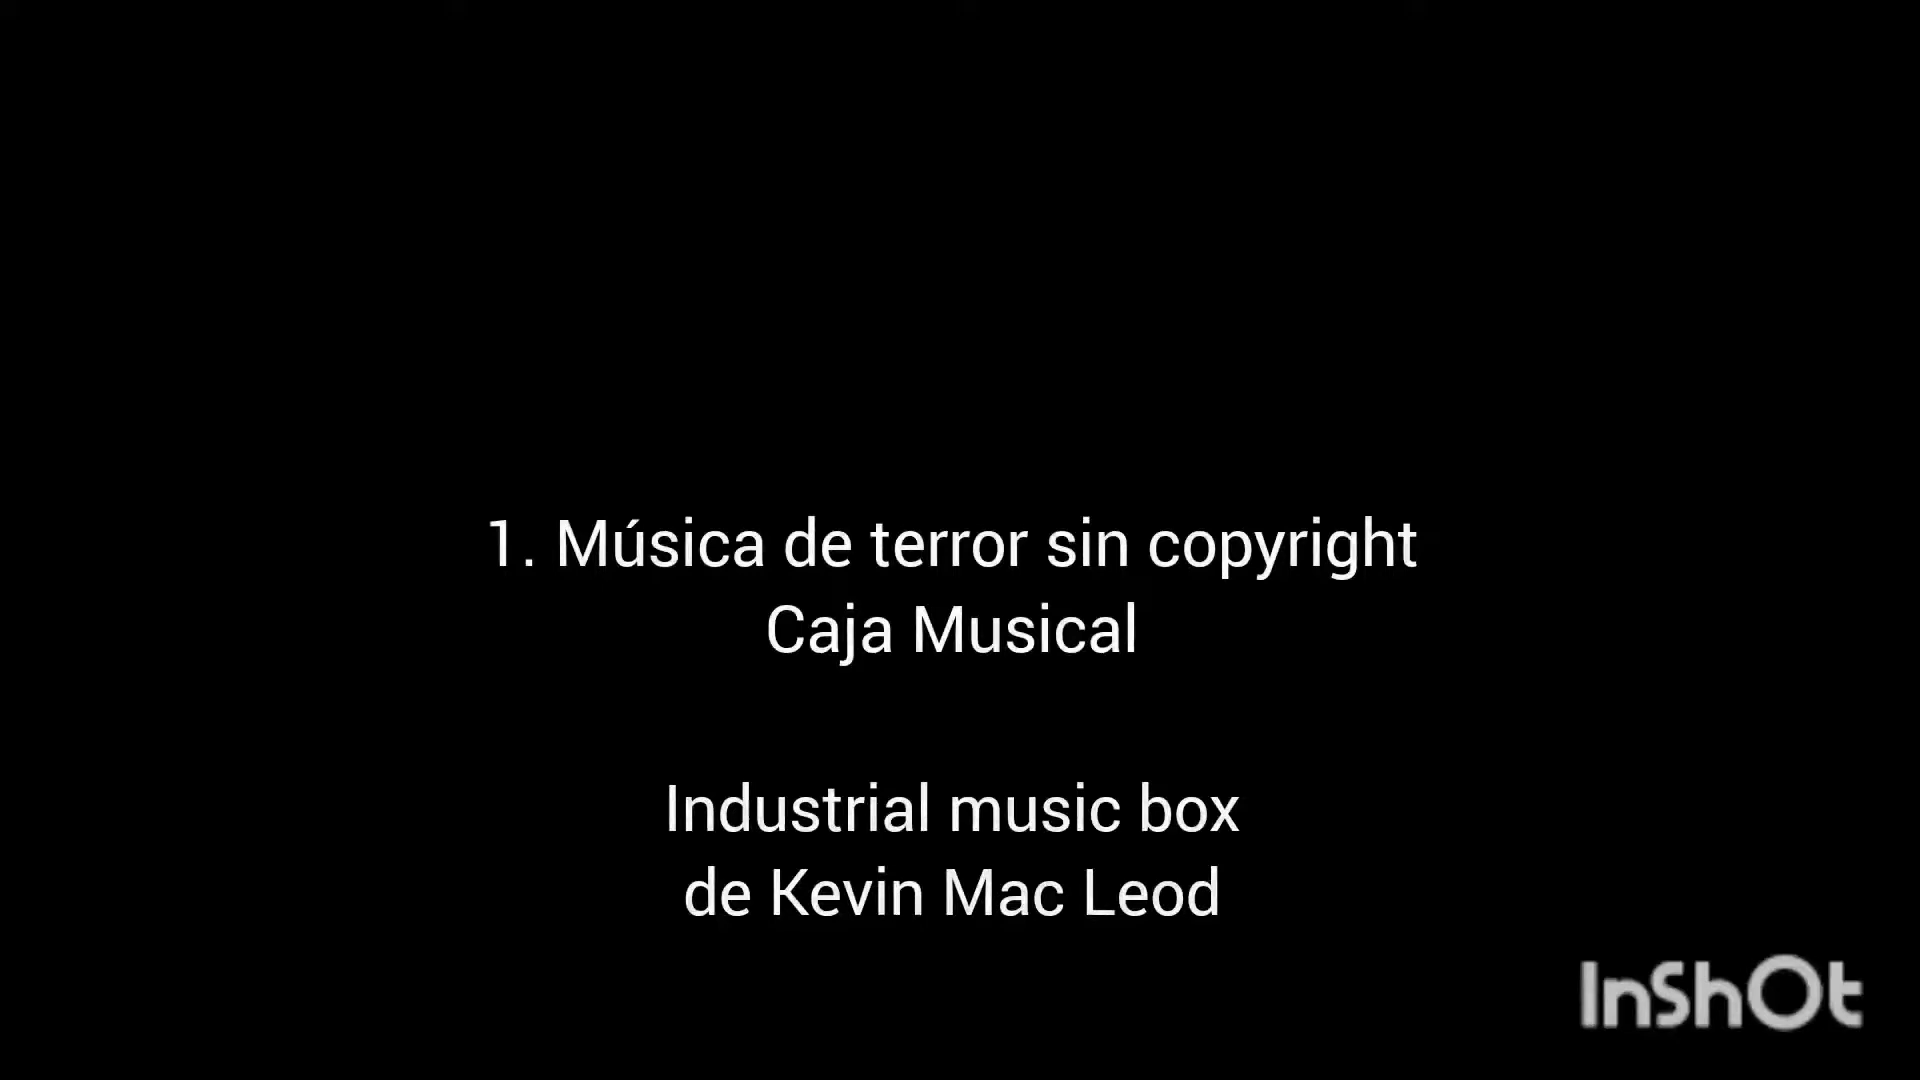 1. Música de terror sin copyright
Caja Musical
Industrial music box
de Kevin Mac Leod
InShOt